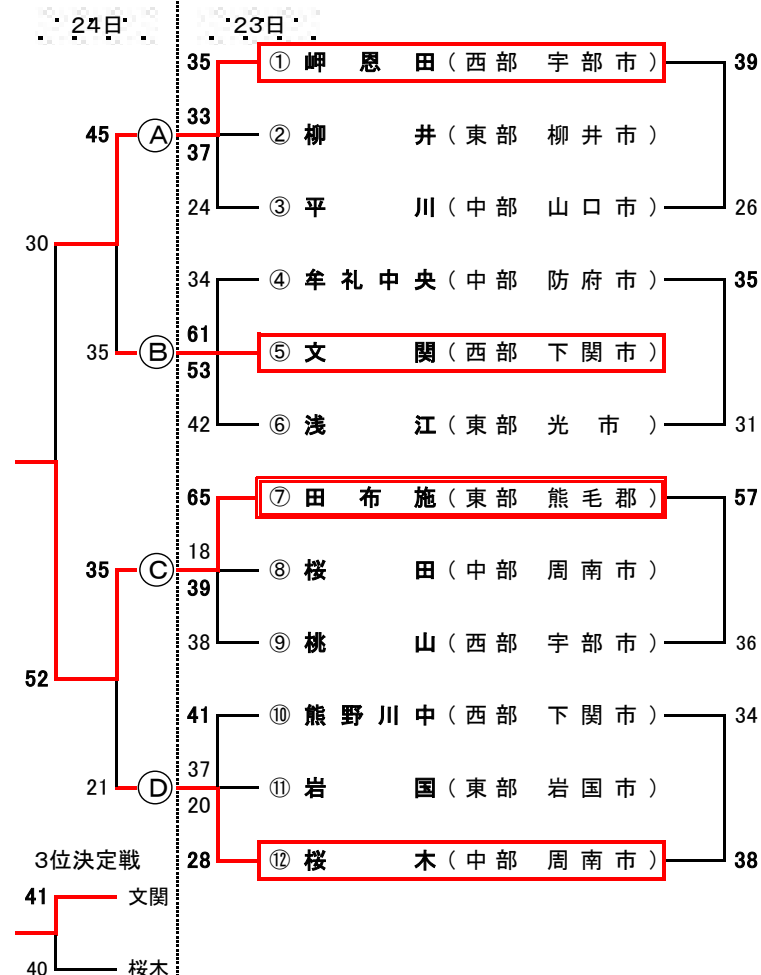 24日 23日
35 ① 岬恩田(西部 宇部市) 39
33
45 Ⓐ ② 柳井(東部 柳井市)
37
24 ③ 平川(中部 山口市) 26
30
34 ④ 牟礼中央(中部 防府市) 35
61
35 Ⓑ ⑤ 文関(西部 下関市)
53
42 ⑥ 浅江(東部 光市) 31
65 ⑦ 田布施(東部 熊毛郡) 57
18
35 Ⓒ ⑧ 桜田(中部 周南市)
39
38 ⑨ 桃山(西部 宇部市) 36
52
41 ⑩ 熊野川中(西部 下関市) 34
37
21 Ⓓ ⑪ 岩国(東部 岩国市)
20
3位決定戦 28 ⑫ 桜木(中部 周南市) 38
41 文関
40 桜木